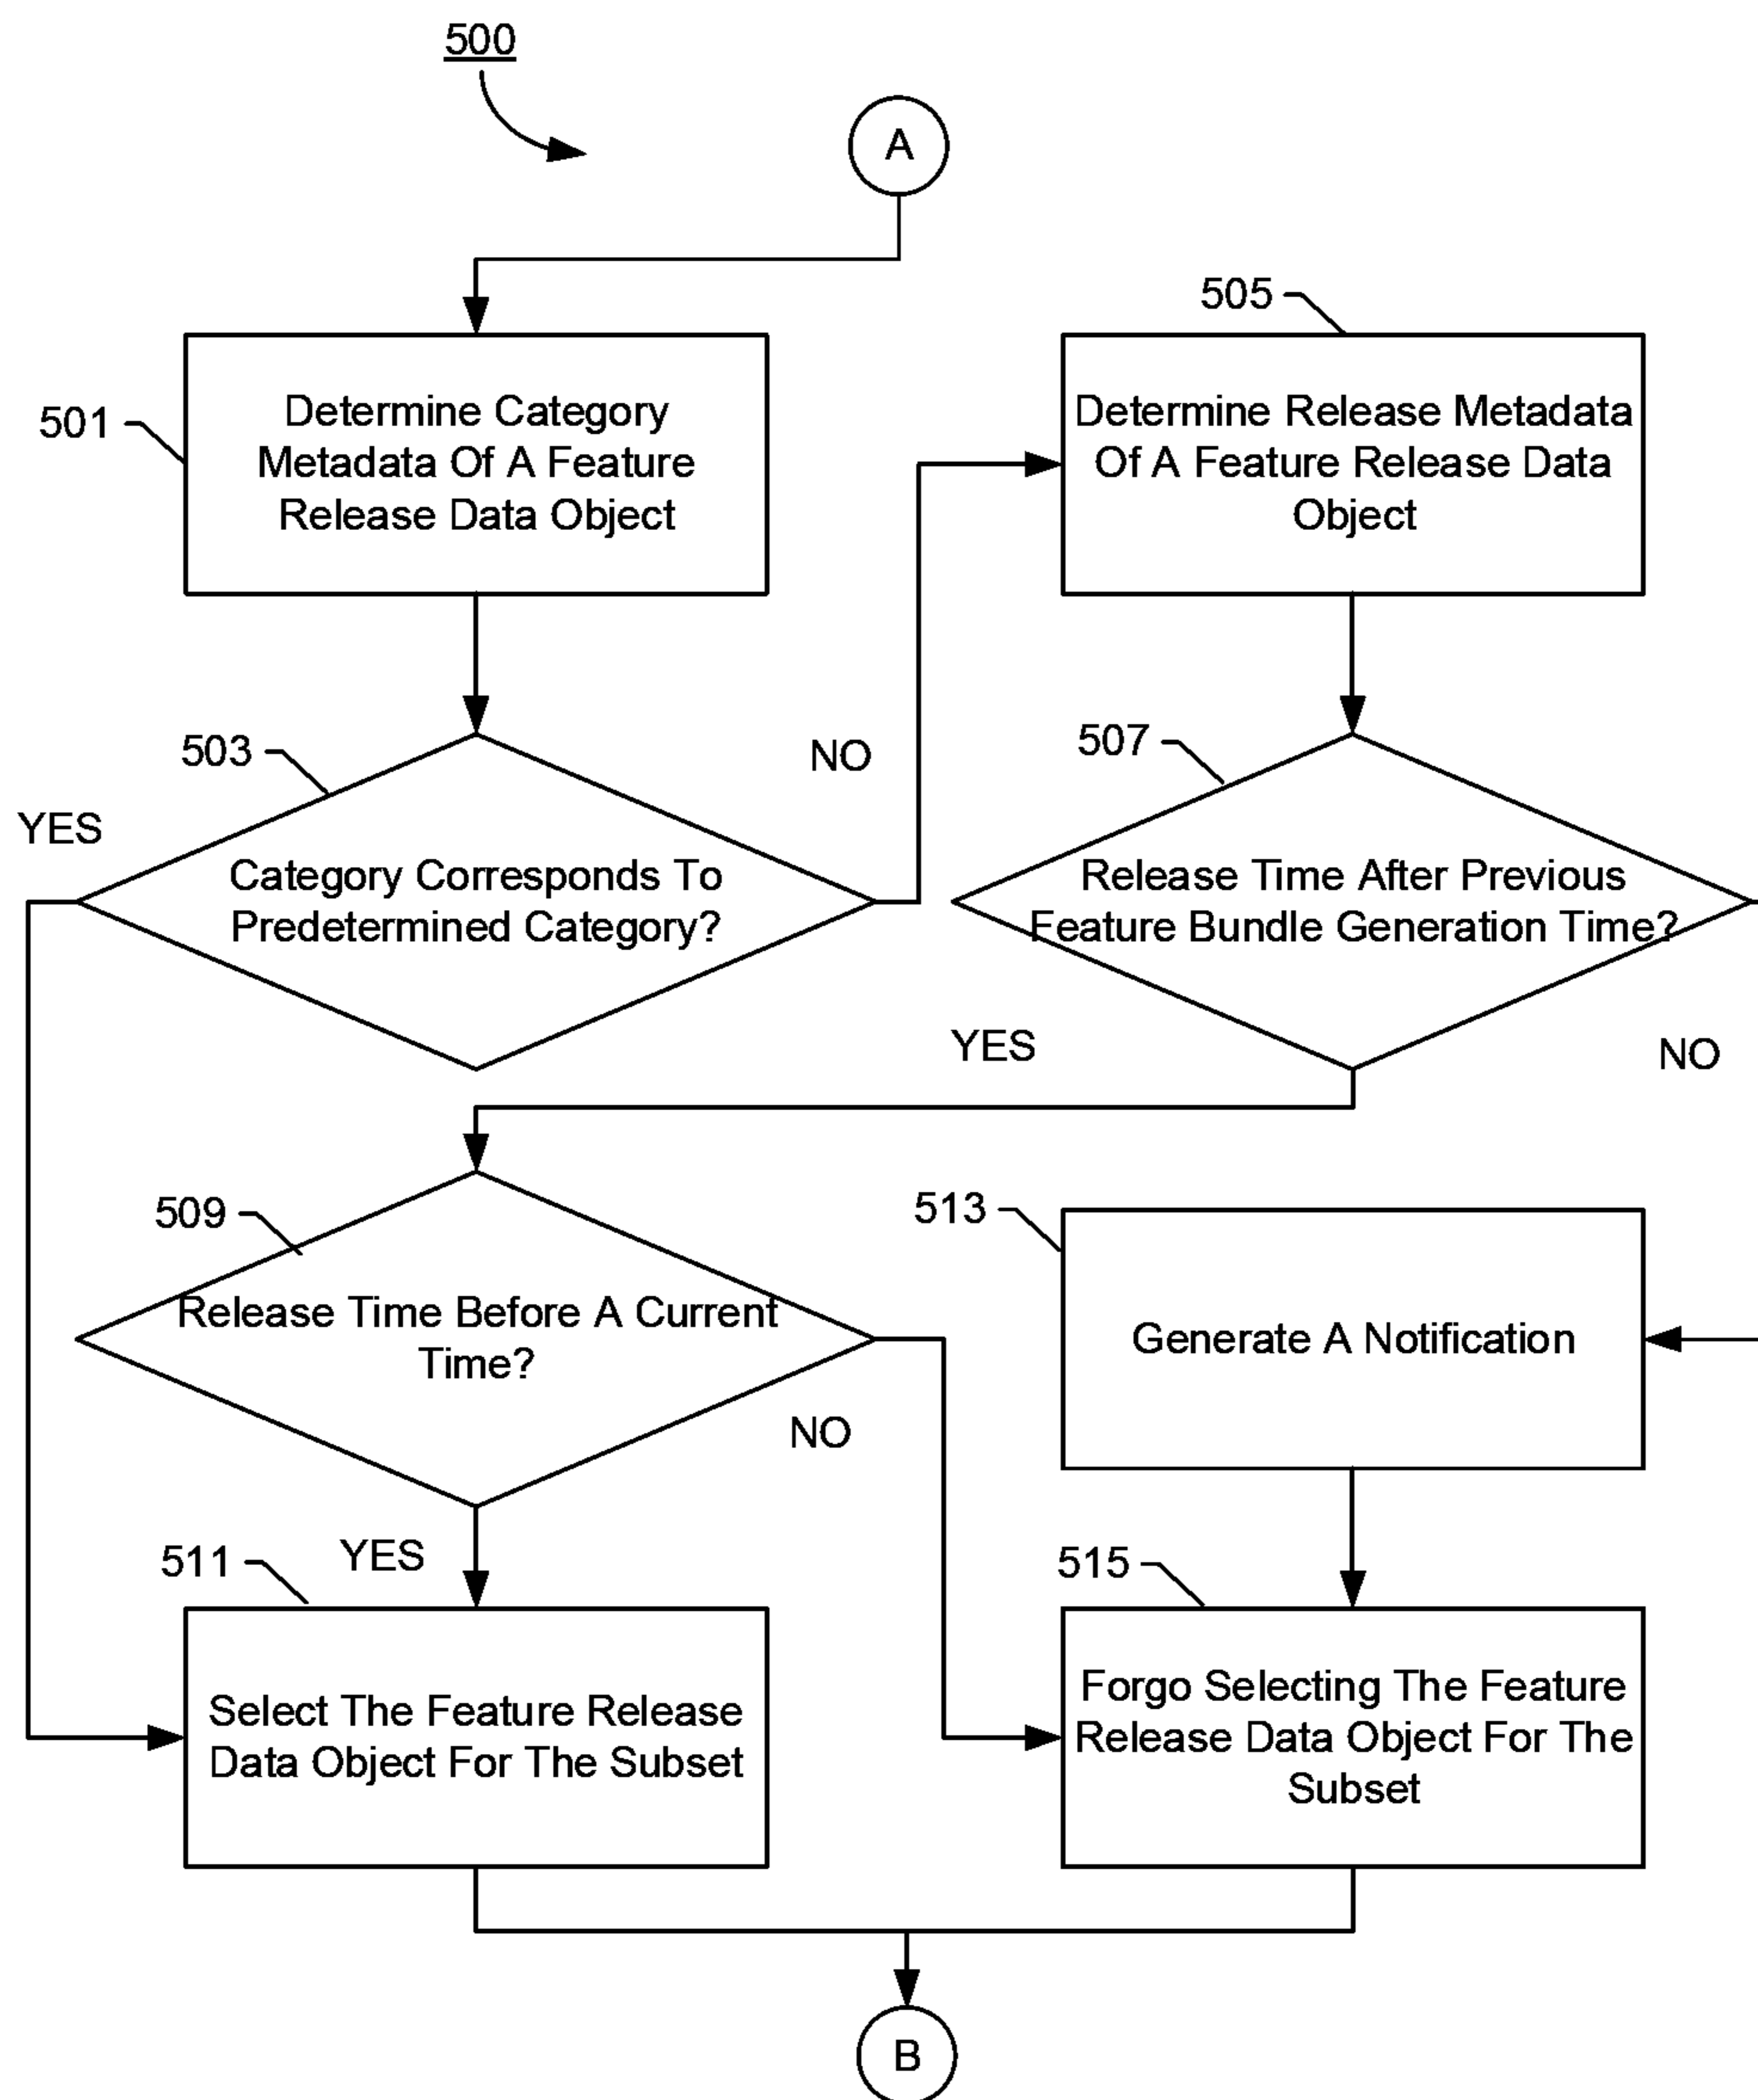 500
A
505
501
Determine Category
Metadata Of A Feature
Release Data Object
Determine Release Metadata
Of A Feature Release Data
Object
503
NO
507
YES
Category Corresponds To
Predetermined Category?
Release Time After Previous
Feature Bundle Generation Time?
YES
NO
509
513
Release Time Before A Current
Time?
Generate A Notification
NO
511
YES
515
Select The Feature Release
Data Object For The Subset
Forgo Selecting The Feature
Release Data Object For The
Subset
B